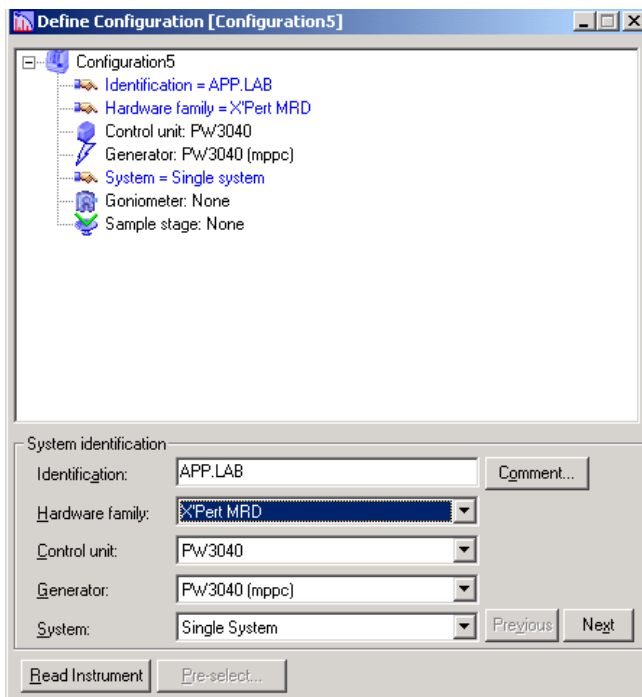 Define Configuration [Configuration5]
Configuration5
Identification = APP.LAB
Hardware family = X'Pert MRD
Control unit: PW3040
Generator: PW3040 (mppc)
System = Single system
Goniometer: None
Sample stage: None
System identification
Identification: APP.LAB Comment...
Hardware family: X'Pert MRD
Control unit: PW3040
Generator: PW3040 (mppc)
System: Single System Previous Next
Read Instrument Pre-select...